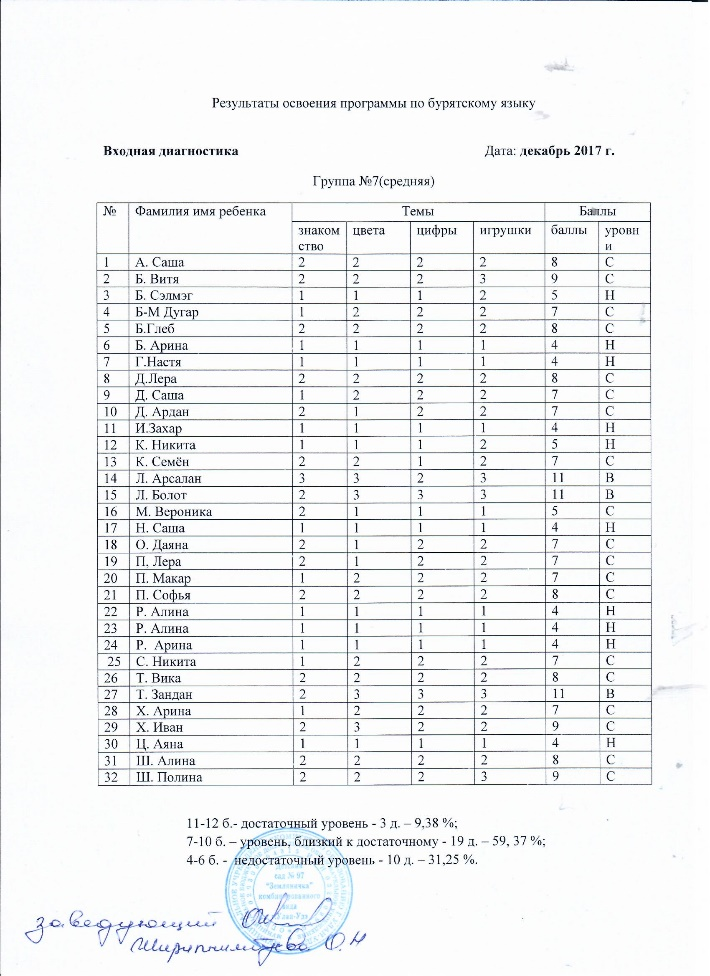 Результаты освоения программы по бурятскому языку
Входная диагностика Дата: декабрь 2017 г.
Группа №7(средняя)
№ Фамилия имя ребенка Темы Баллы
знаком ство цвета цифры игрушки баллы уровн и
1 А. Саша 2 2 2 2 8 С
2 Б. Витя 2 2 2 3 9 С
3 Б. Сэлмэг 1 1 1 2 5 Н
4 Б-М Дугар 1 2 2 2 7 С
5 Б.Глеб 2 2 2 2 8 С
6 Б. Арина 1 1 1 1 4 Н
7 Г.Настя 1 1 1 1 4 Н
8 Д.Лера 2 2 2 2 8 С
9 Д. Саша 1 2 2 2 7 С
10 Д. Ардан 2 1 2 2 7 С
11 И.Захар 1 1 1 1 4 Н
12 К. Никита 1 1 1 2 5 Н
13 К. Семён 2 2 1 2 7 С
14 Л. Арсалан 3 3 2 3 11 В
15 Л. Болот 2 3 3 3 11 В
16 М. Вероника 2 1 1 1 5 С
17 Н. Саша 1 1 1 1 4 Н
18 О. Даяна 2 1 2 2 7 С
19 П. Лера 2 1 2 2 7 С
20 П. Макар 1 2 2 2 7 С
21 П. Софья 2 2 2 2 8 С
22 Р. Алина 1 1 1 1 4 Н
23 Р. Алина 1 1 1 1 4 Н
24 Р. Арина 1 1 1 1 4 Н
25 С. Никита 1 2 2 2 7 С
26 Т. Вика 2 2 2 2 8 С
27 Т. Зандан 2 3 3 3 11 В
28 Х. Арина 1 2 2 2 7 С
29 Х. Иван 2 3 2 2 9 С
30 Ц. Аяна 1 1 1 1 4 Н
31 Ш. Алина 2 2 2 2 8 С
32 Ш. Полина 2 2 2 3 9 С
11-12 б.- достаточный уровень - 3 д. – 9,38 %;
7-10 б. – уровень, близкий к достаточному - 19 д. – 59, 37 %;
4-6 б. - недостаточный уровень - 10 д. – 31,25 %.
сад № 97
"Земляничка"
комбинированного
вида
Улан-Удэ
заведующий
О.Н